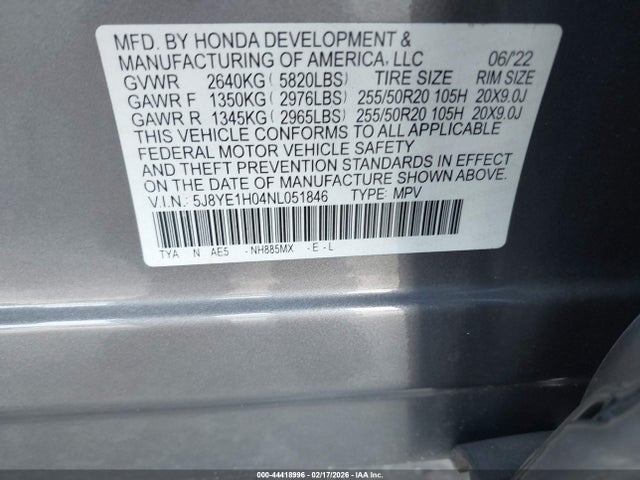 MFD. BY HONDA DEVELOPMENT &
MANUFACTURING OF AMERICA, LLC 06/'22
GVWR 2640KG ( 5820LBS) TIRE SIZE RIM SIZE
GAWR F 1350KG ( 2976LBS) 255/50R20 105H 20X9.0J
GAWR R 1345KG ( 2965LBS) 255/50R20 105H 20X9.0J
THIS VEHICLE CONFORMS TO ALL APPLICABLE
FEDERAL MOTOR VEHICLE SAFETY
AND THEFT PREVENTION STANDARDS IN EFFECT
ON THE DATE OF MANUFACTURE SHOWN ABOVE.
V.I.N.: 5J8YE1H04NL051846 TYPE: MPV
TYA N AE5 -NH885MX -E-L
000-44418996 - 02/17/2026 - IAA Inc.